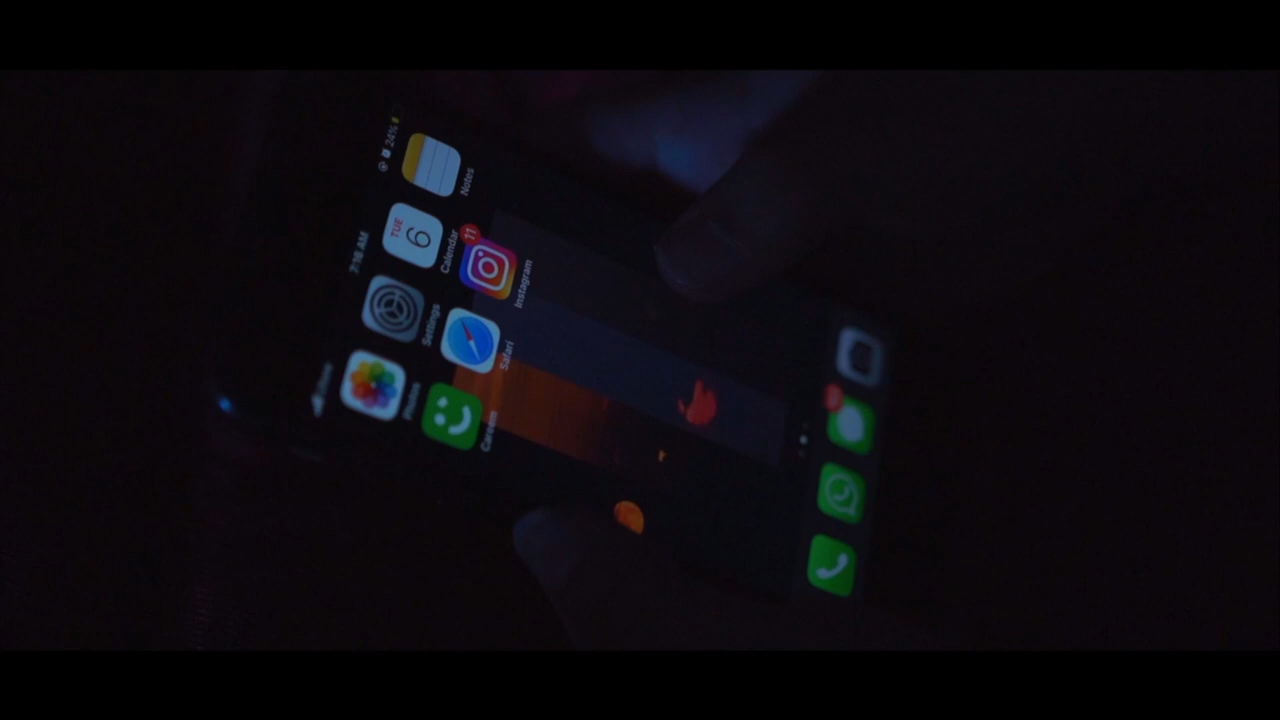 7:16 AM
24%
Photos
Settings
TUE
6
Calendar
Notes
Careem
Safari
11
Instagram